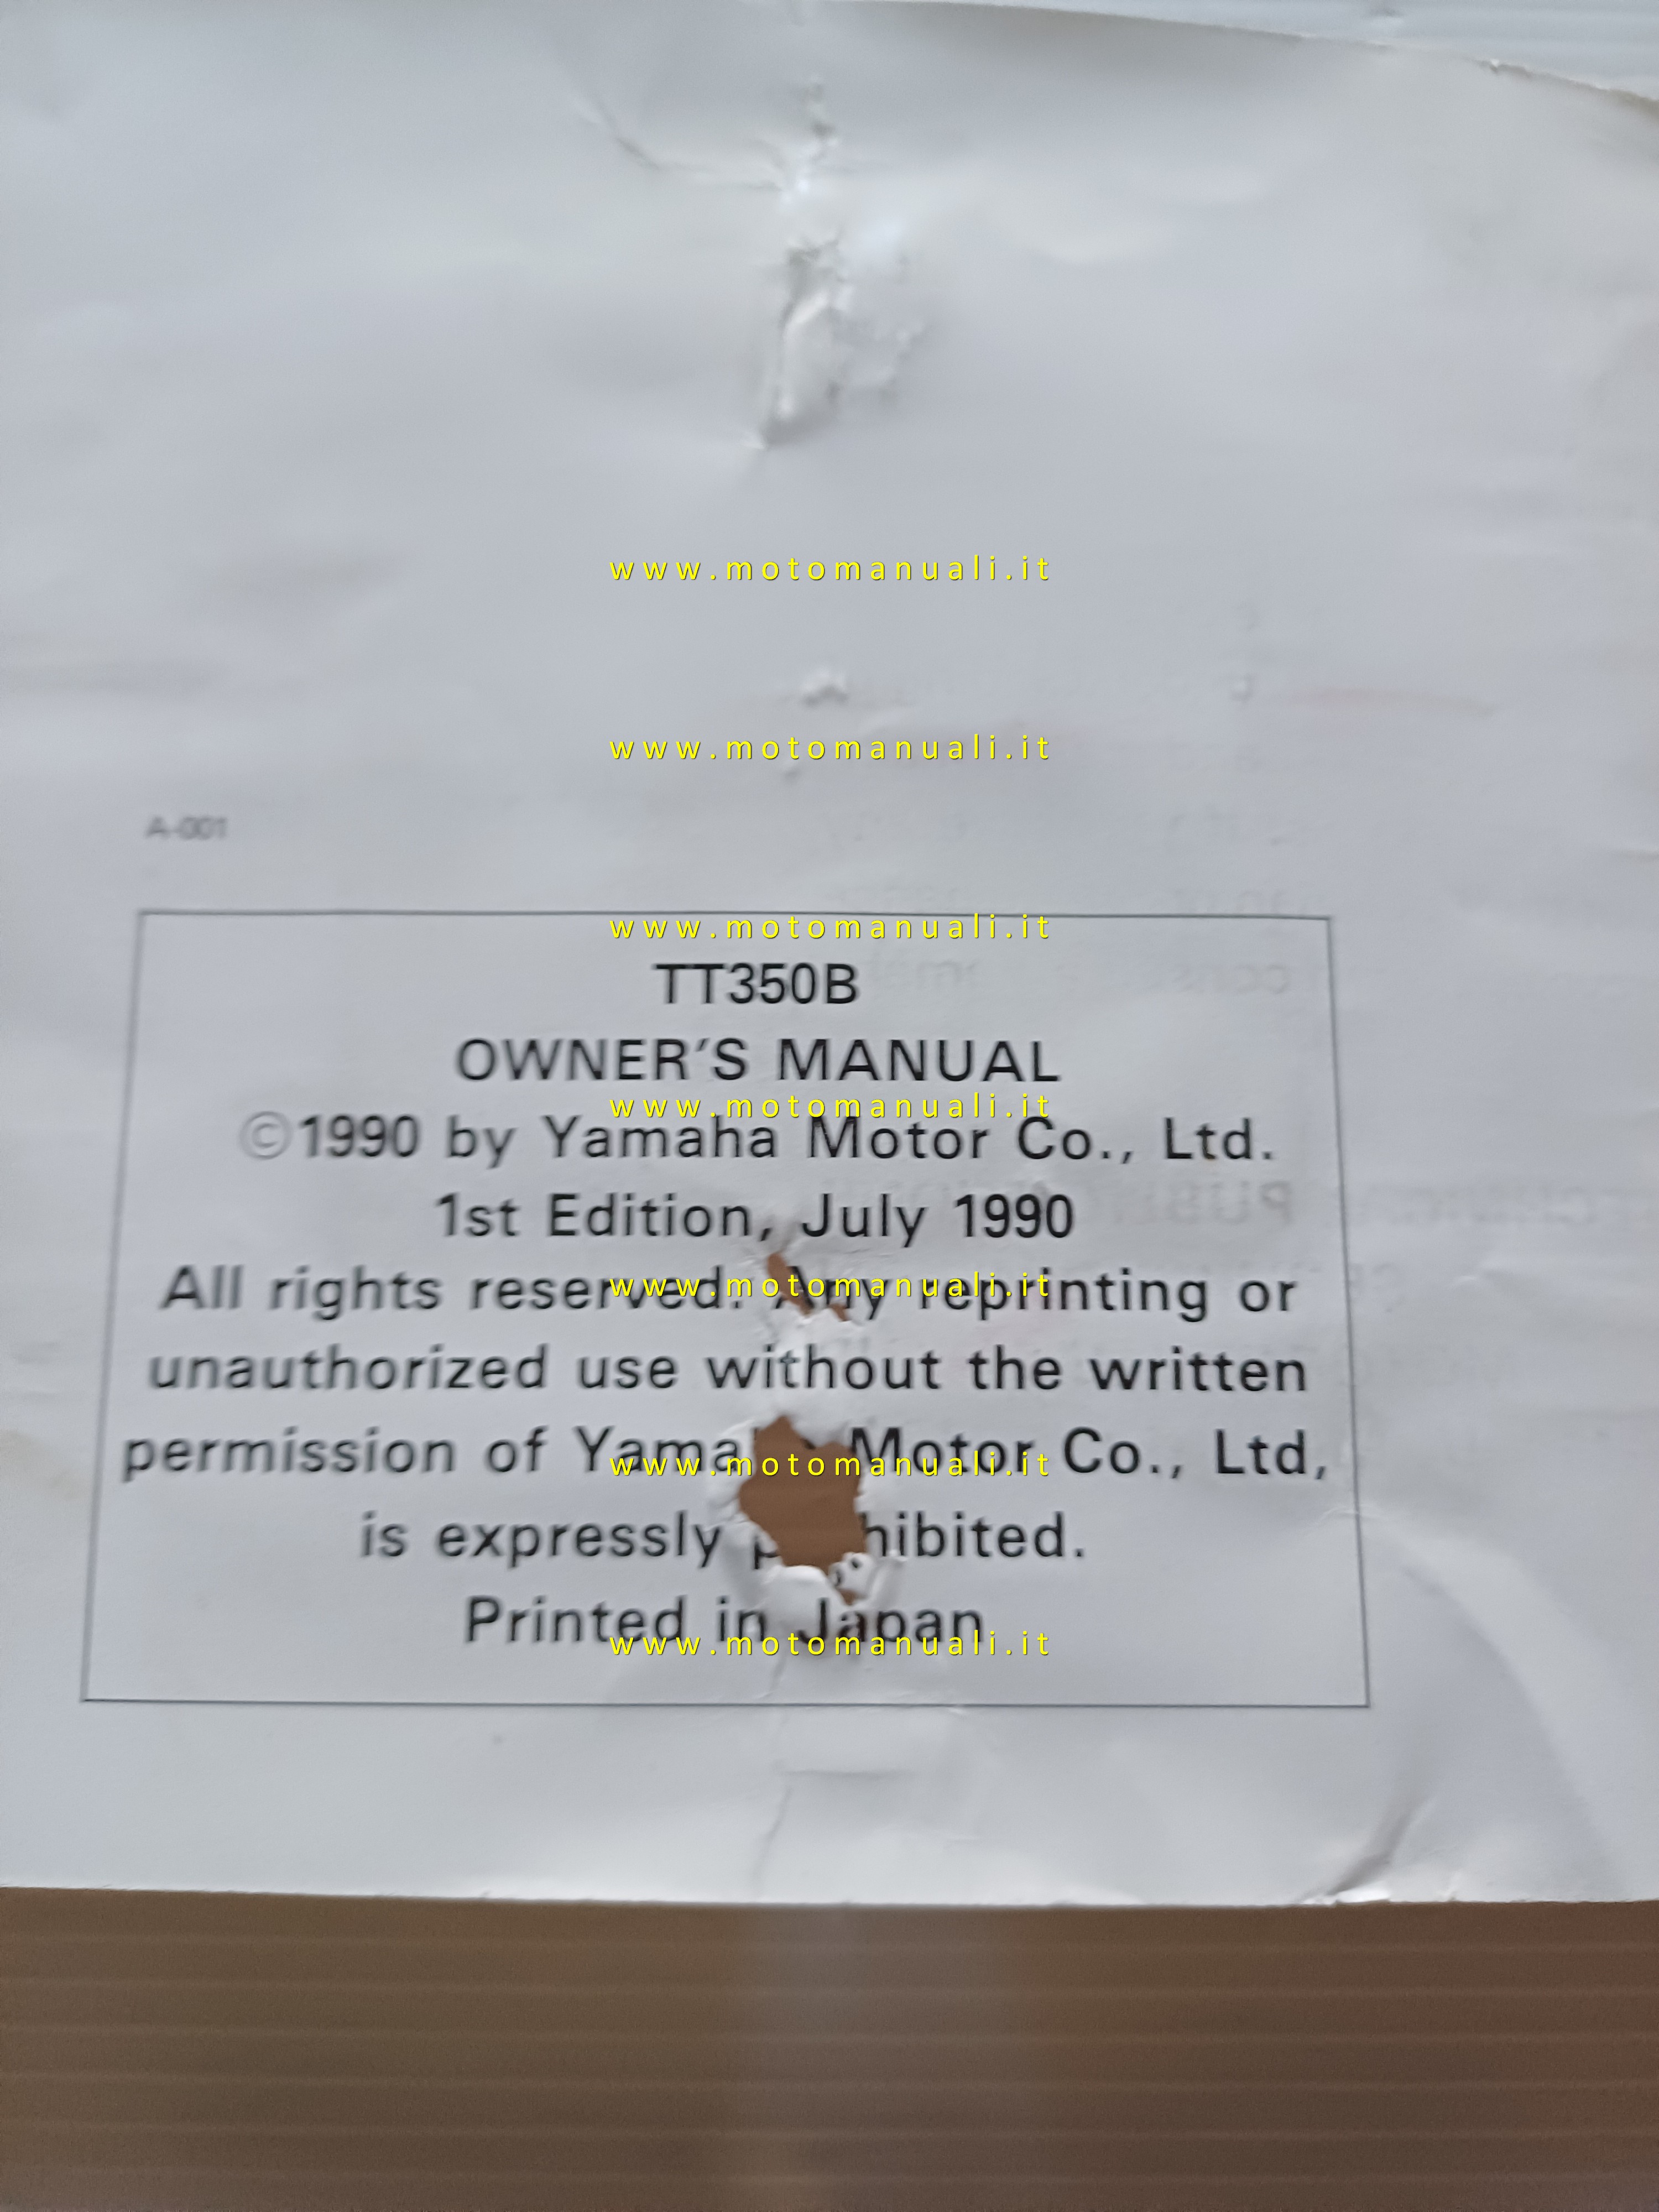 www.motomanuali.it
www.motomanuali.it
A-001
www.motomanuali.it
TT350B
OWNER'S MANUAL
www.motomanuali.it
©1990 by Yamaha Motor Co., Ltd.
1st Edition, July 1990
www.motomanuali.it
All rights reserved. Any reprinting or
unauthorized use without the written
permission of Motor Co., Ltd,
www.motomanuali.it
is expressly
Printed in Japan
www.motomanuali.it